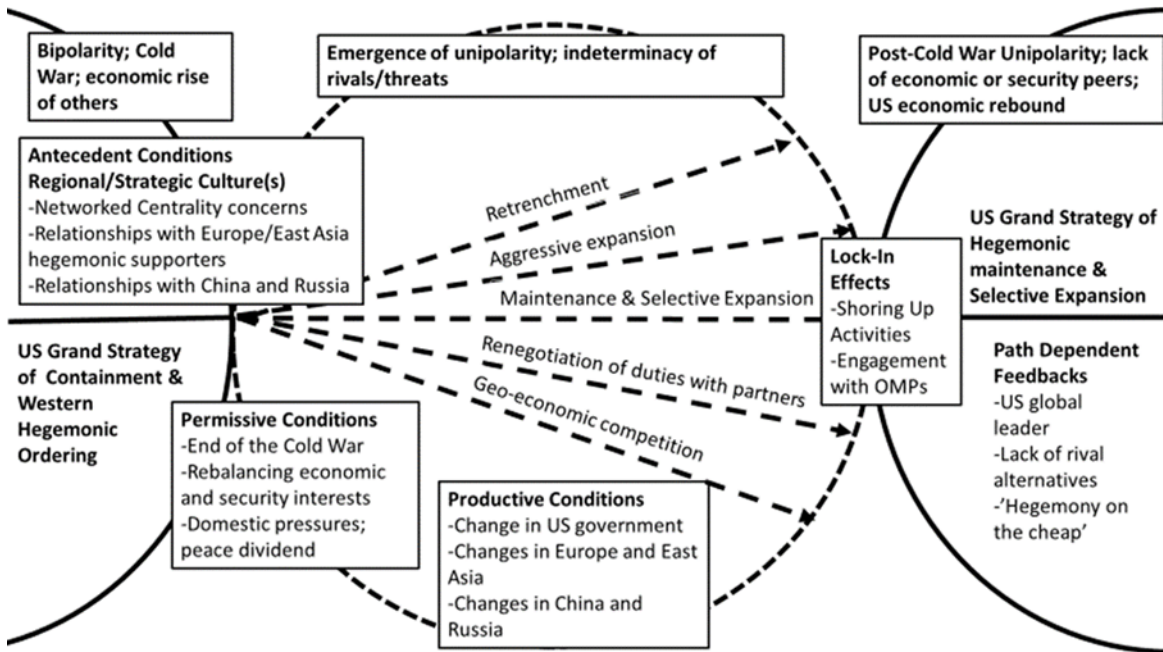 Bipolarity; Cold
War; economic rise
of others
Emergence of unipolarity; indeterminacy of
rivals/threats
Post-Cold War Unipolarity; lack
of economic or security peers;
US economic rebound
Antecedent Conditions
Regional/Strategic Culture(s)
-Networked Centrality concerns
-Relationships with Europe/East Asia
hegemonic supporters
-Relationships with China and Russia
Retrenchment
Aggressive expansion
Maintenance & Selective Expansion
Renegotiation of duties with partners
Geo-economic competition
Lock-In
Effects
-Shoring Up
Activities
-Engagement
with OMPs
US Grand Strategy of
Hegemonic
maintenance &
Selective Expansion
US Grand Strategy
of Containment &
Western
Hegemonic
Ordering
Permissive Conditions
-End of the Cold War
-Rebalancing economic
and security interests
-Domestic pressures;
peace dividend
Productive Conditions
-Change in US government
-Changes in Europe and East
Asia
-Changes in China and
Russia
Path Dependent
Feedbacks
-US global
leader
-Lack of rival
alternatives
-'Hegemony on
the cheap'